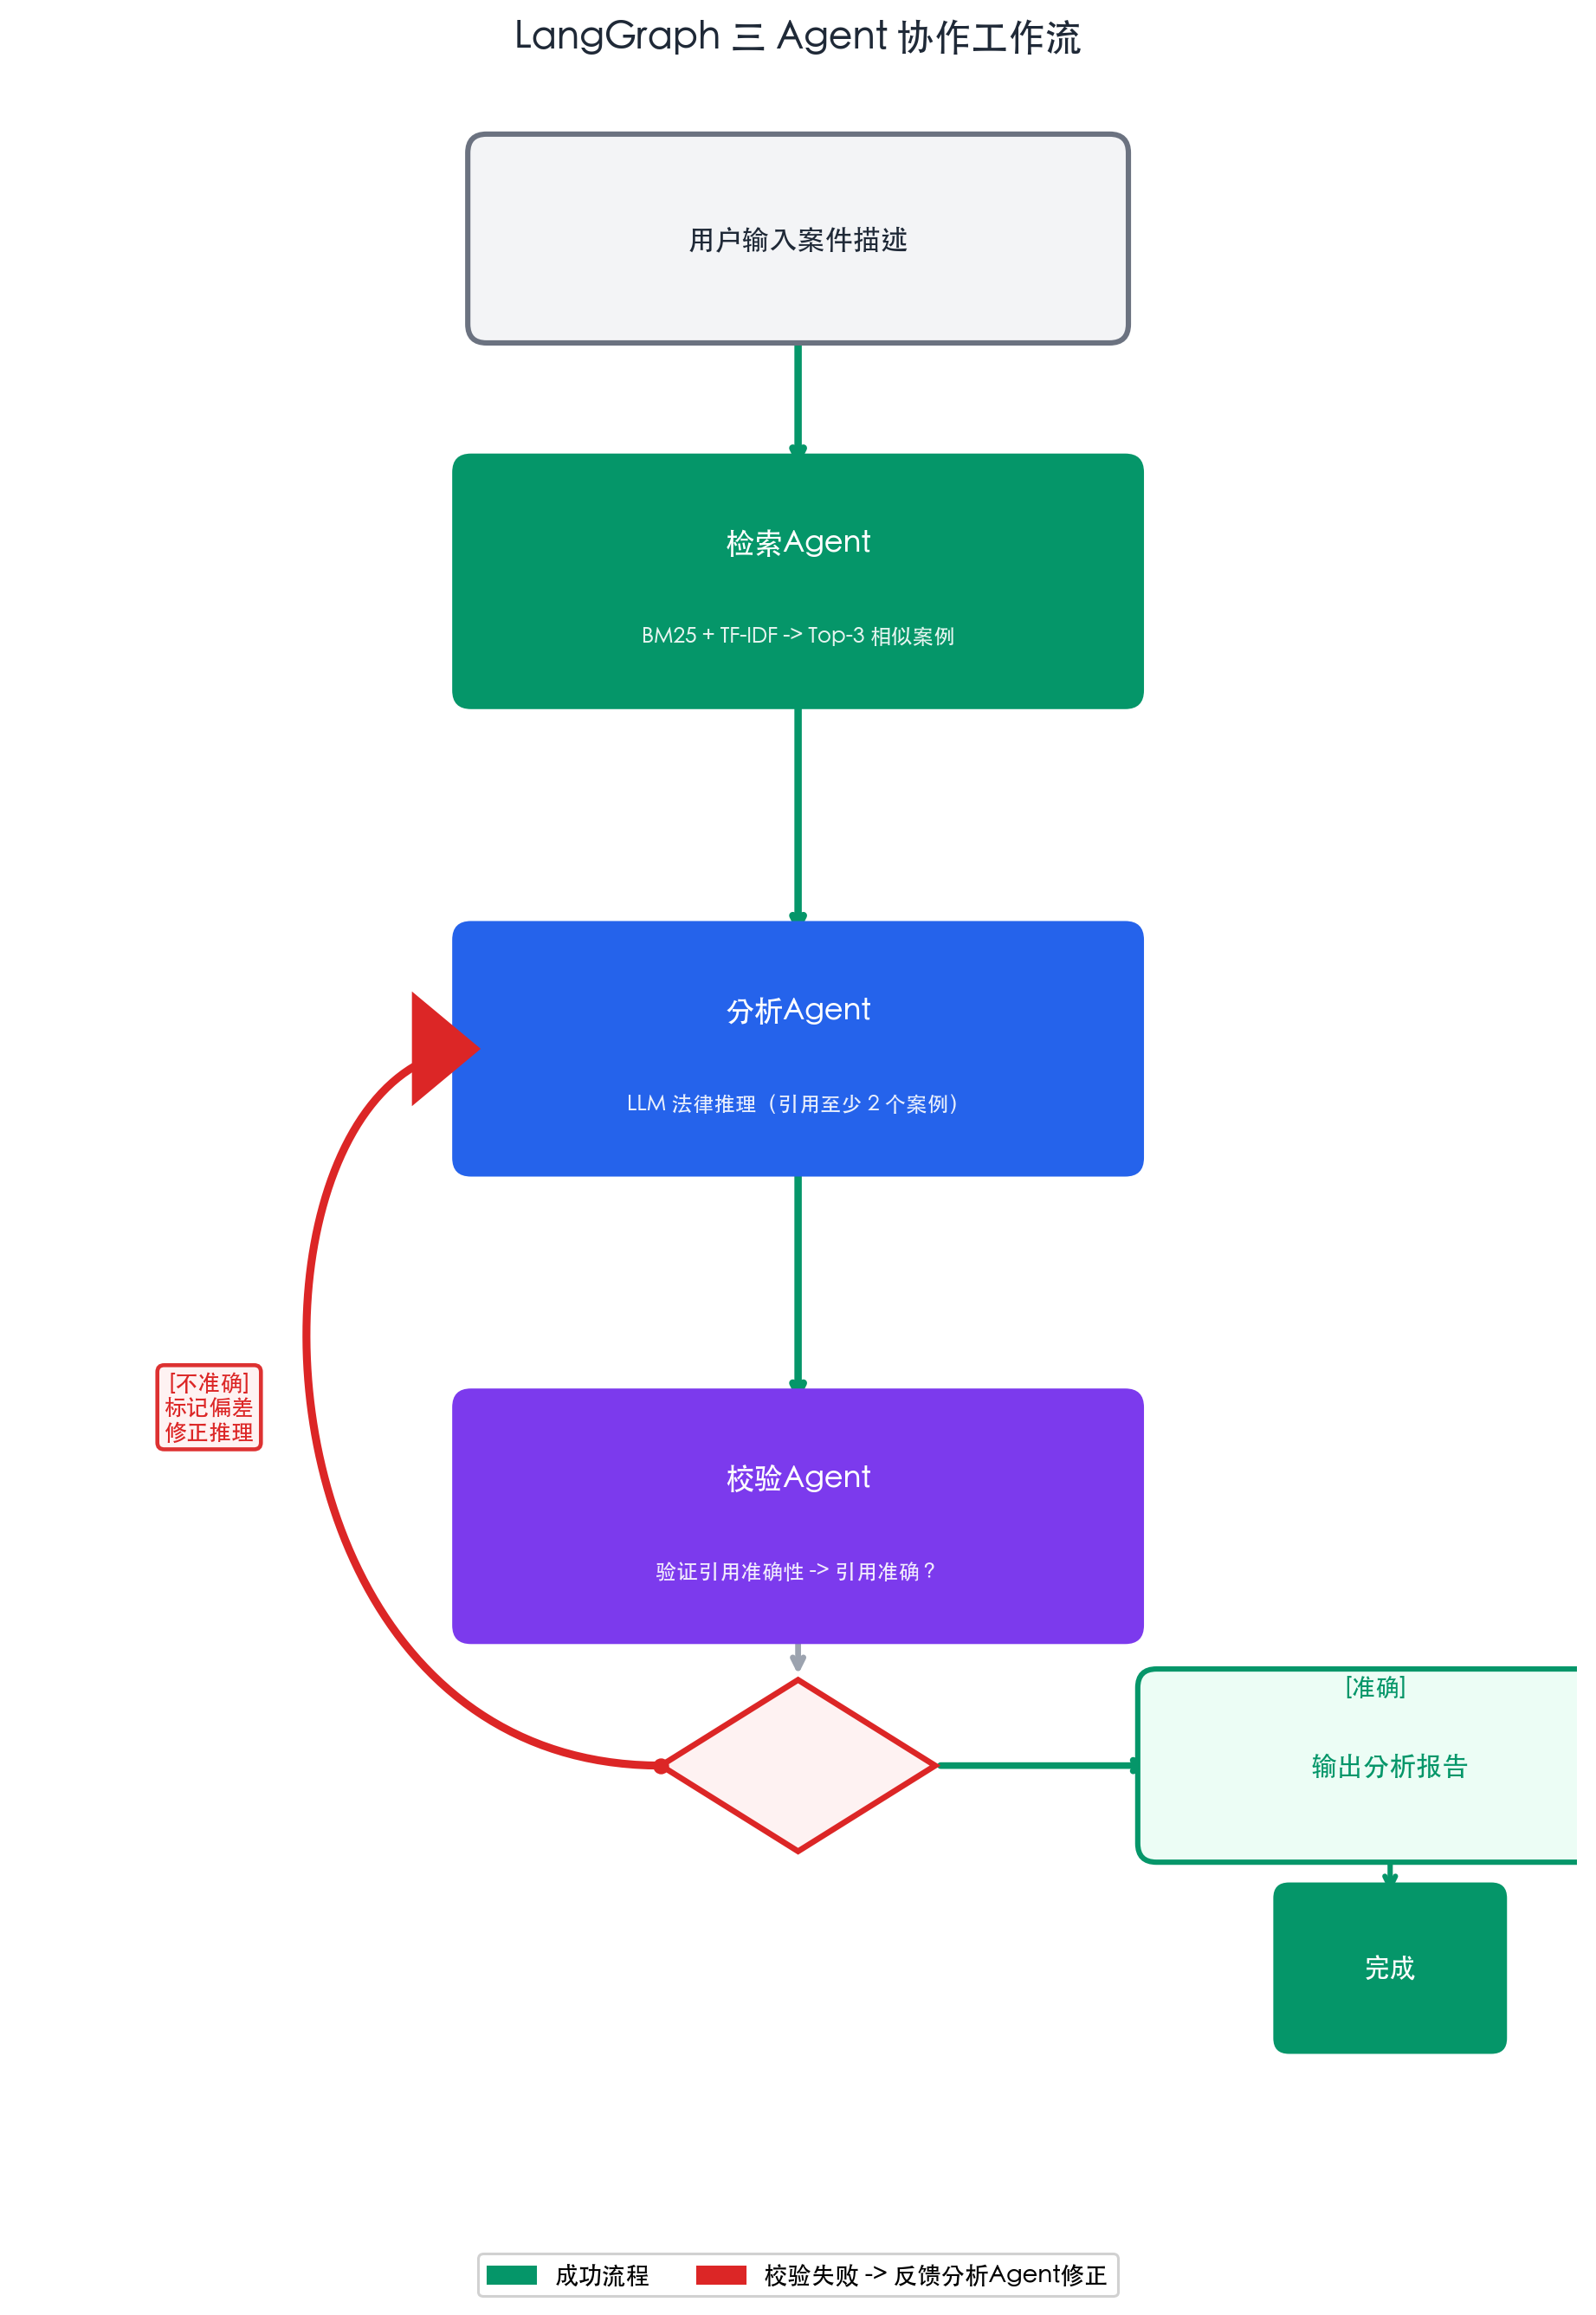 LangGraph 三 Agent 协作工作流
用户输入案件描述
检索Agent
BM25 + TF-IDF -> Top-3 相似案例
分析Agent
LLM 法律推理（引用至少 2 个案例）
[不准确]
标记偏差
修正推理
校验Agent
验证引用准确性 -> 引用准确？
[准确]
输出分析报告
完成
成功流程
校验失败 -> 反馈分析Agent修正